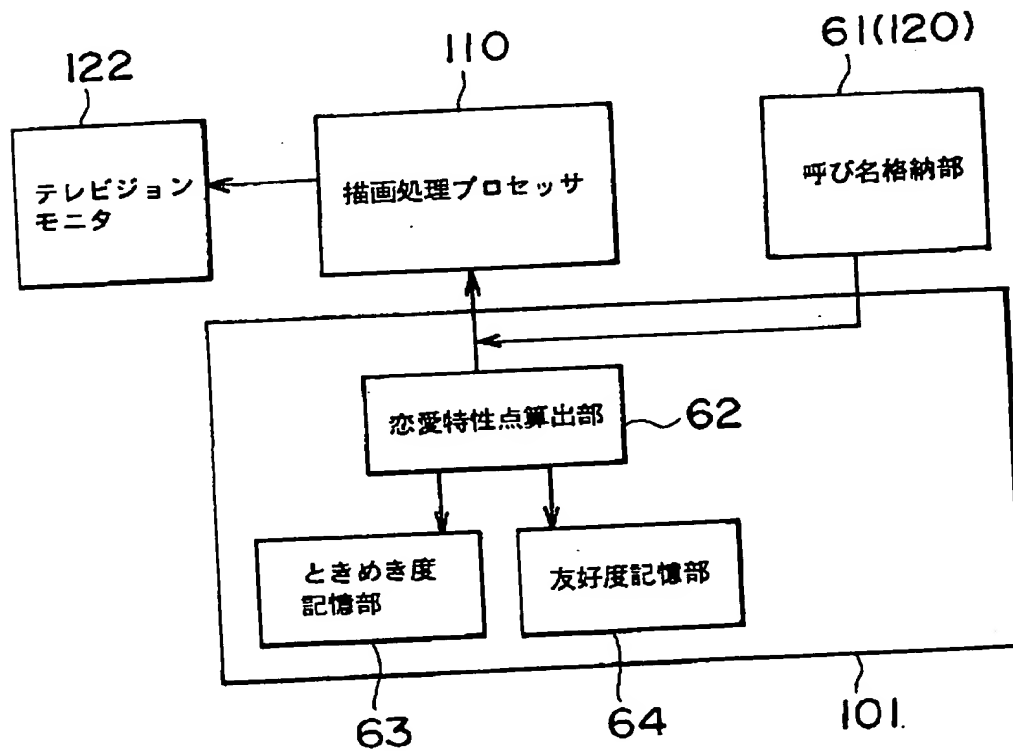 122
110
61(120)
テレビジョン
モニタ
描画処理プロセッサ
呼び名格納部
恋愛特性点算出部
62
ときめき度
記憶部
友好度記憶部
63
64
101.